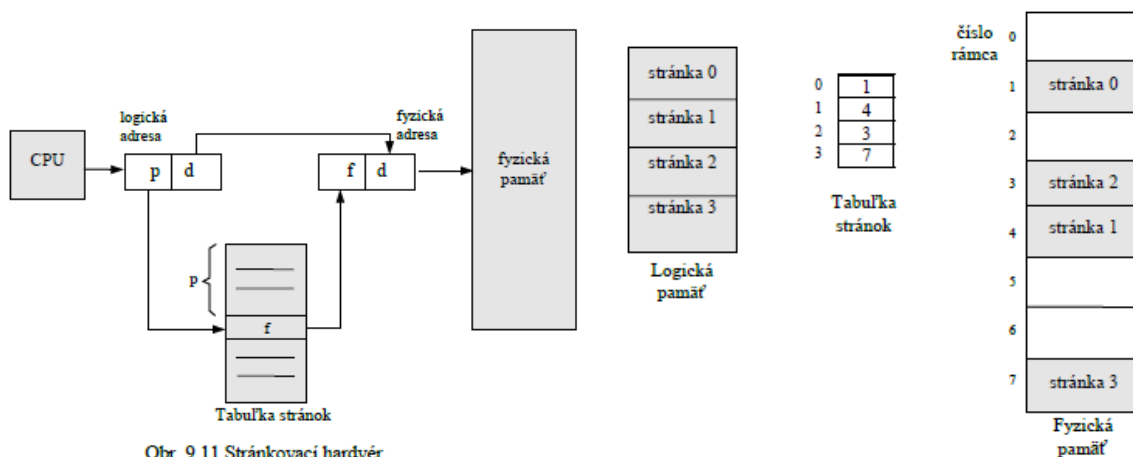 logická
adresa
fyzická
adresa
CPU
p d
f d
fyzická
pamäť
p
f
Tabuľka stránok
Obr. 9.11 Stránkovací hardvér
stránka 0
stránka 1
stránka 2
stránka 3
Logická
pamäť
0 1
1 4
2 3
3 7
Tabuľka
stránok
číslo
rámca
0
1 stránka 0
2
3 stránka 2
4 stránka 1
5
6
7 stránka 3
Fyzická
pamäť